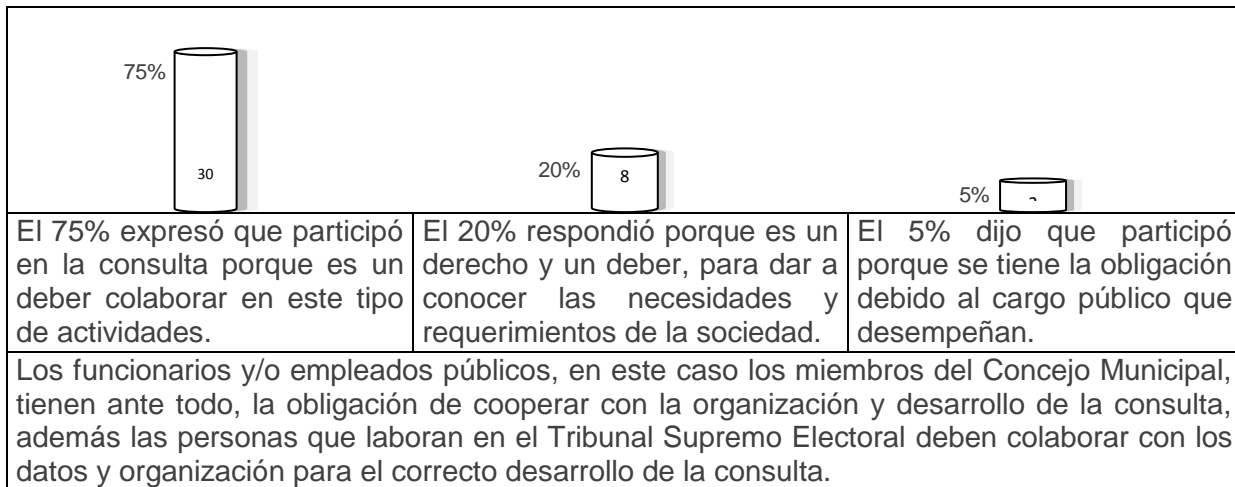 75%
30
20%
8
5%
El 75% expresó que participó
en la consulta porque es un
deber colaborar en este tipo
de actividades.
El 20% respondió porque es un
derecho y un deber, para dar a
conocer las necesidades y
requerimientos de la sociedad.
El 5% dijo que participó
porque se tiene la obligación
debido al cargo público que
desempeñan.
Los funcionarios y/o empleados públicos, en este caso los miembros del Concejo Municipal,
tienen ante todo, la obligación de cooperar con la organización y desarrollo de la consulta,
además las personas que laboran en el Tribunal Supremo Electoral deben colaborar con los
datos y organización para el correcto desarrollo de la consulta.